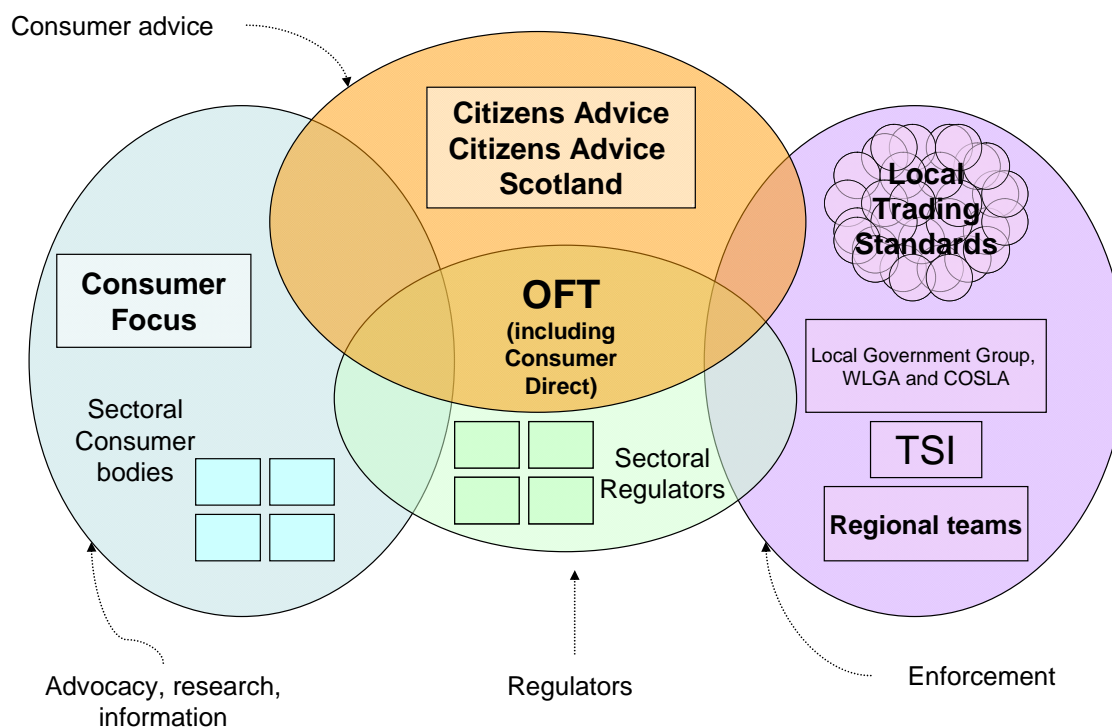 Consumer advice
Citizens Advice
Citizens Advice
Scotland
Local
Trading
Standards
Consumer
Focus
OFT
(including
Consumer
Direct)
Local Government Group,
WLGA and COSLA
Sectoral
Consumer
bodies
Sectoral
Regulators
TSI
Regional teams
Advocacy, research,
information
Regulators
Enforcement